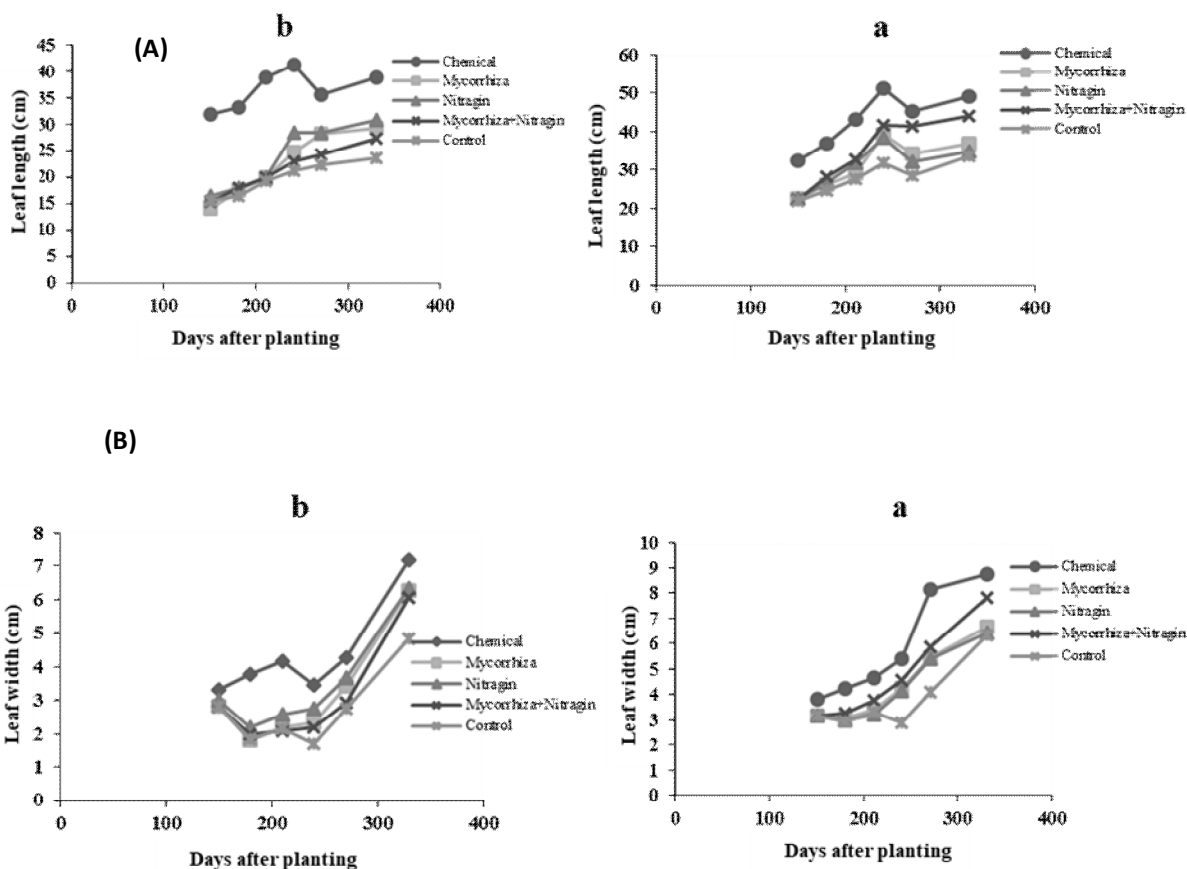 (A)
b
Leaf length (cm)
45
40
35
30
25
20
15
10
5
0
0 100 200 300 400
Days after planting
Chemical
Mycorrhiza
Nitragin
Mycorrhiza+Nitragin
Control
a
Leaf length (cm)
60
50
40
30
20
10
0
0 100 200 300 400
Days after planting
Chemical
Mycorrhiza
Nitragin
Mycorrhiza+Nitragin
Control
(B)
b
Leaf width (cm)
8
7
6
5
4
3
2
1
0
0 100 200 300 400
Days after planting
Chemical
Mycorrhiza
Nitragin
Mycorrhiza+Nitragin
Control
a
Leaf width (cm)
10
9
8
7
6
5
4
3
2
1
0
0 100 200 300 400
Days after planting
Chemical
Mycorrhiza
Nitragin
Mycorrhiza+Nitragin
Control